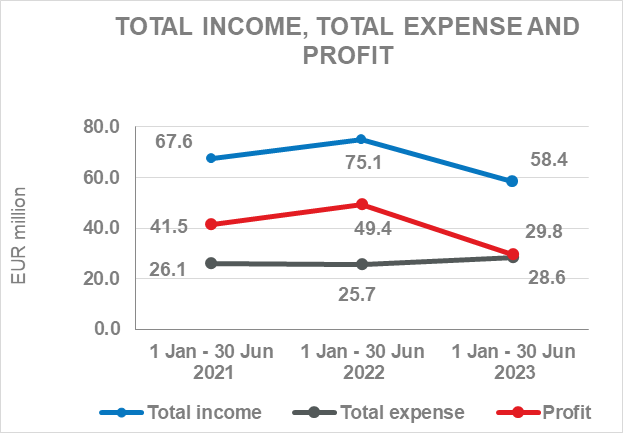 TOTAL INCOME, TOTAL EXPENSE AND
PROFIT
EUR million
80.0
60.0
40.0
20.0
0.0
67.6
75.1
58.4
41.5
49.4
29.8
26.1
25.7
28.6
1 Jan - 30 Jun
2021
1 Jan - 30 Jun
2022
1 Jan - 30 Jun
2023
Total income
Total expense
Profit